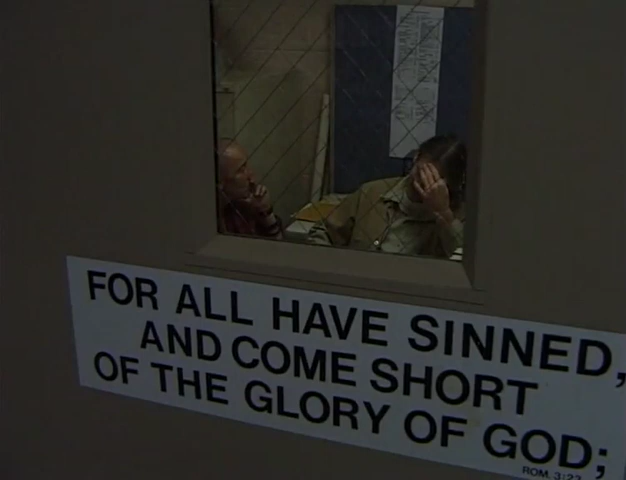 FOR ALL HAVE SINNED,
AND COME SHORT
OF THE GLORY OF GOD;
ROM. 3:23